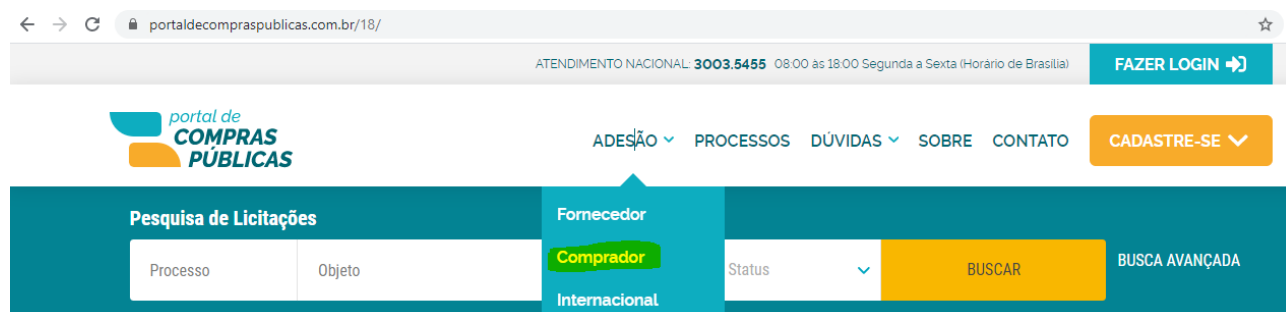 portaldecompraspublicas.com.br/18/
ATENDIMENTO NACIONAL: 3003.5455 08:00 às 18:00 Segunda a Sexta (Horário de Brasília)
FAZER LOGIN
portal de
COMPRAS
PÚBLICAS
ADESÃO
PROCESSOS
DÚVIDAS
SOBRE
CONTATO
CADASTRE-SE
Pesquisa de Licitações
Fornecedor
Comprador
Internacional
Processo
Objeto
Status
BUSCAR
BUSCA AVANÇADA